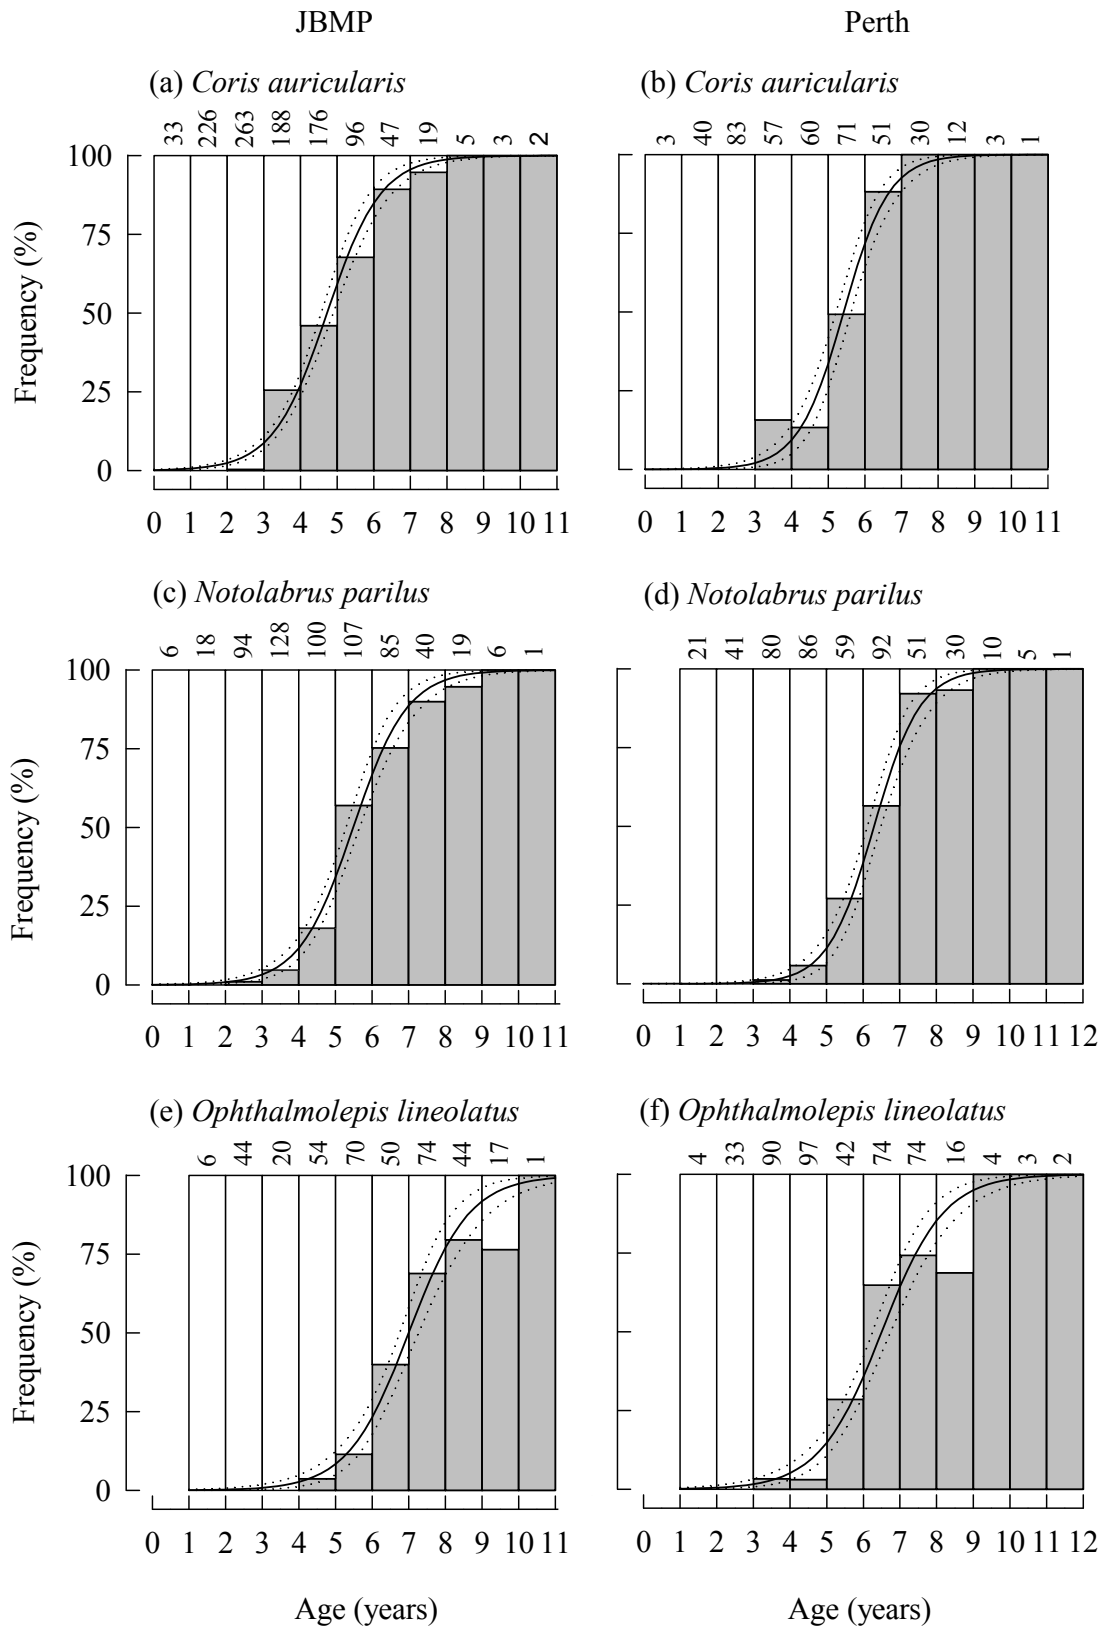 JBMP Perth
(a) Coris auricularis
33 226 263 188 176 96 47 19 5 3 2
100
75
50
25
0
Frequency (%)
0 1 2 3 4 5 6 7 8 9 10 11
(b) Coris auricularis
3 40 83 57 60 71 51 30 12 3 1
0 1 2 3 4 5 6 7 8 9 10 11
(c) Notolabrus parilus
6 18 94 128 100 107 85 40 19 6 1
100
75
50
25
0
Frequency (%)
0 1 2 3 4 5 6 7 8 9 10 11
(d) Notolabrus parilus
21 41 80 86 59 92 51 30 10 5 1
0 1 2 3 4 5 6 7 8 9 10 11 12
(e) Ophthalmolepis lineolatus
6 44 20 54 70 50 74 44 17 1
100
75
50
25
0
Frequency (%)
0 1 2 3 4 5 6 7 8 9 10 11
Age (years)
(f) Ophthalmolepis lineolatus
4 33 90 97 42 74 74 16 4 3 2
0 1 2 3 4 5 6 7 8 9 10 11 12
Age (years)